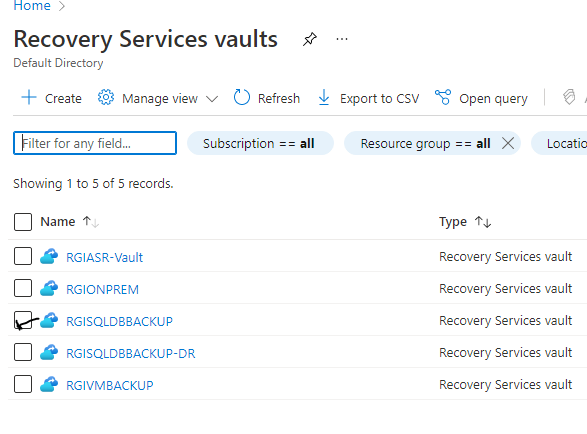 Home >
Recovery Services vaults ...
Default Directory
Create Manage view Refresh Export to CSV Open query
Filter for any field... Subscription == all Resource group == all Locatio
Showing 1 to 5 of 5 records.
Name Type
RGIASR-Vault Recovery Services vault
RGIONPREM Recovery Services vault
RGISQLDBBACKUP Recovery Services vault
RGISQLDBBACKUP-DR Recovery Services vault
RGIVMBACKUP Recovery Services vault